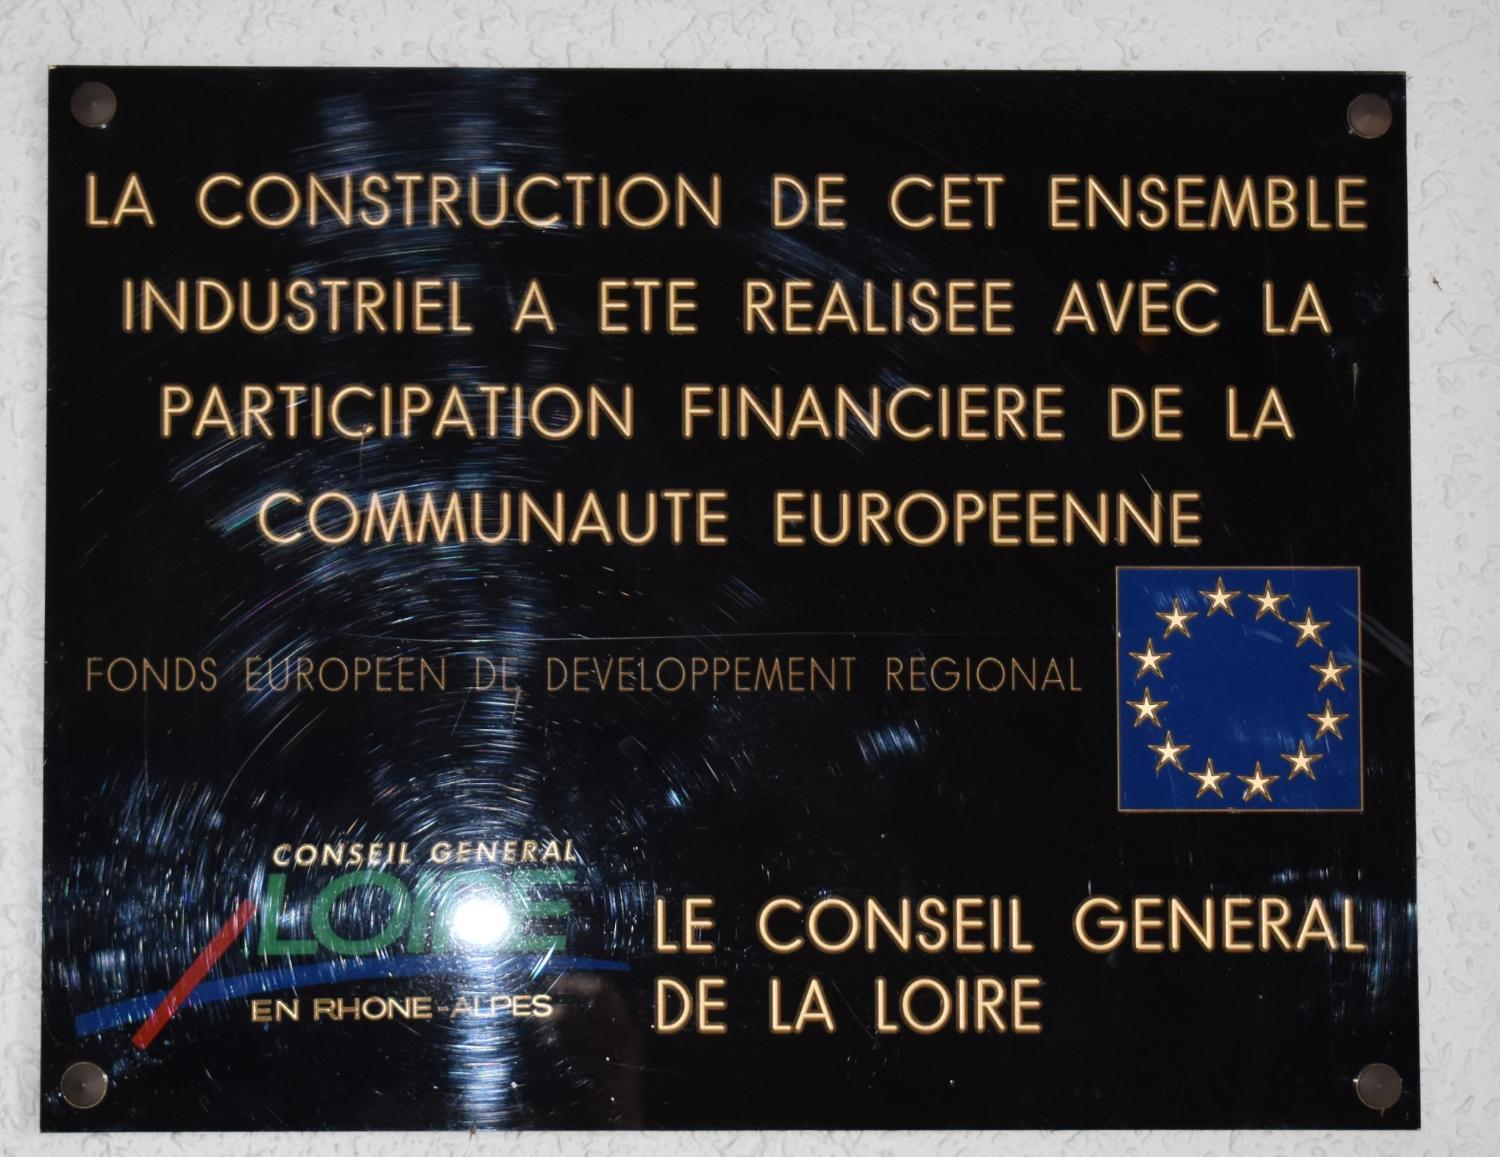 LA CONSTRUCTION DE CET ENSEMBLE
INDUSTRIEL A ETE REALISEE AVEC LA
PARTICIPATION FINANCIERE DE LA
COMMUNAUTE EUROPEENNE
FONDS EUROPEEN DE DEVELOPPEMENT REGIONAL
CONSEIL GENERAL
LOIRE
EN RHONE-ALPES
LE CONSEIL GENERAL
DE LA LOIRE